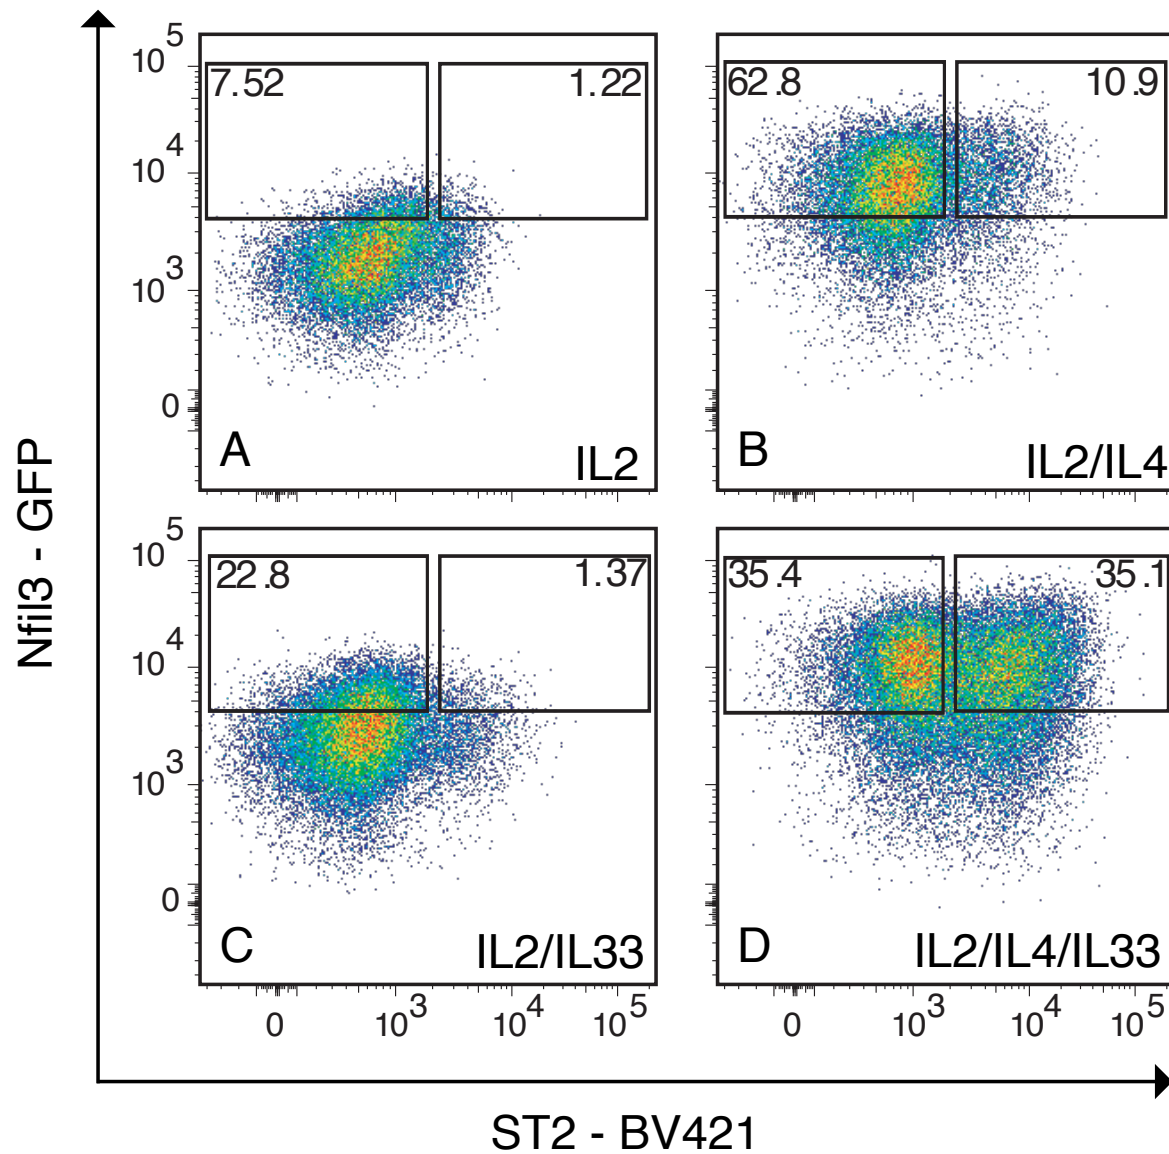 10^5
7.52
1.22
62.8
10.9
10^4
10^3
0
A
IL2
B
IL2/IL4
10^5
22.8
1.37
35.4
35.1
10^4
10^3
0
C
IL2/IL33
D
IL2/IL4/IL33
0 10^3 10^4 10^5
0 10^3 10^4 10^5
Nfil3 - GFP
ST2 - BV421